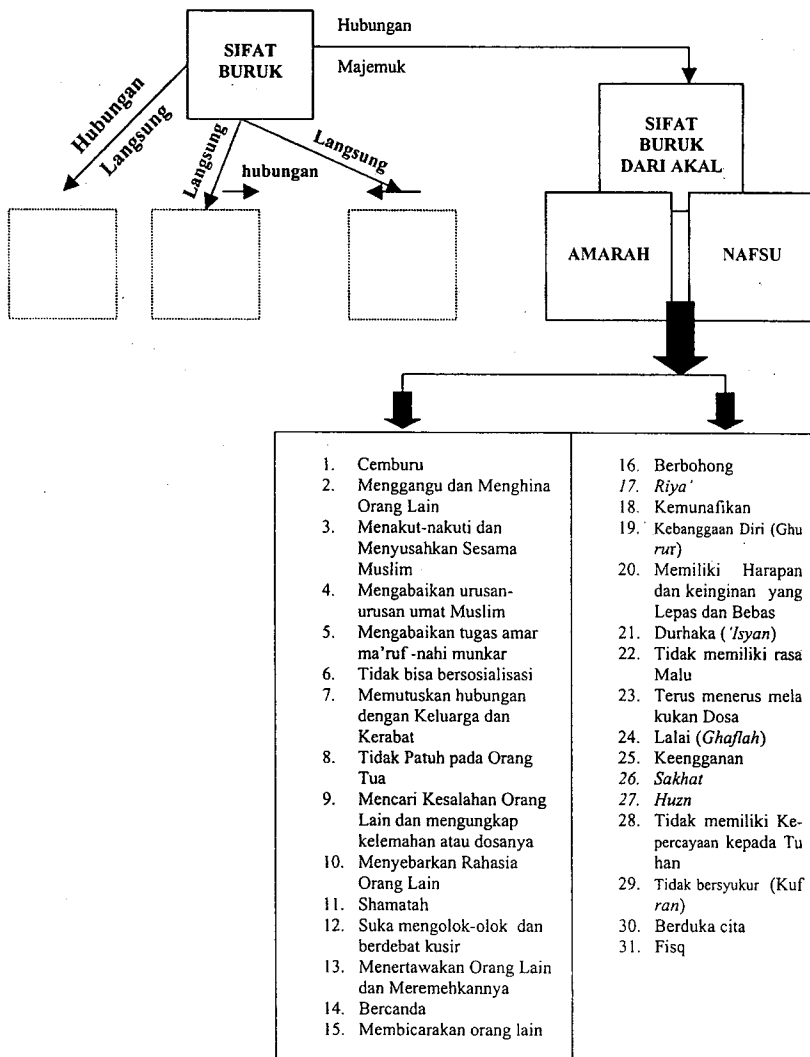 SIFAT
BURUK
Hubungan
Majemuk
Hubungan
Langsung
Langsung
hubungan
Langsung
SIFAT
BURUK
DARI AKAL
AMARAH
NAFSU
1. Cemburu
2. Menggangu dan Menghina
Orang Lain
3. Menakut-nakuti dan
Menyusahkan Sesama
Muslim
4. Mengabaikan urusan-
urusan umat Muslim
5. Mengabaikan tugas amar
ma'ruf -nahi munkar
6. Tidak bisa bersosialisasi
7. Memutuskan hubungan
dengan Keluarga dan
Kerabat
8. Tidak Patuh pada Orang
Tua
9. Mencari Kesalahan Orang
Lain dan mengungkap
kelemahan atau dosanya
10. Menyebarkan Rahasia
Orang Lain
11. Shamatah
12. Suka mengolok-olok dan
berdebat kusir
13. Menertawakan Orang Lain
dan Meremehkannya
14. Bercanda
15. Membicarakan orang lain
16. Berbohong
17. Riya'
18. Kemunafikan
19. Kebanggaan Diri (Ghu
rur)
20. Memiliki Harapan
dan keinginan yang
Lepas dan Bebas
21. Durhaka ('Isyan)
22. Tidak memiliki rasa
Malu
23. Terus menerus mela
kukan Dosa
24. Lalai (Ghaflah)
25. Keengganan
26. Sakhat
27. Huzn
28. Tidak memiliki Ke-
percayaan kepada Tu
han
29. Tidak bersyukur (Kuf
ran)
30. Berduka cita
31. Fisq